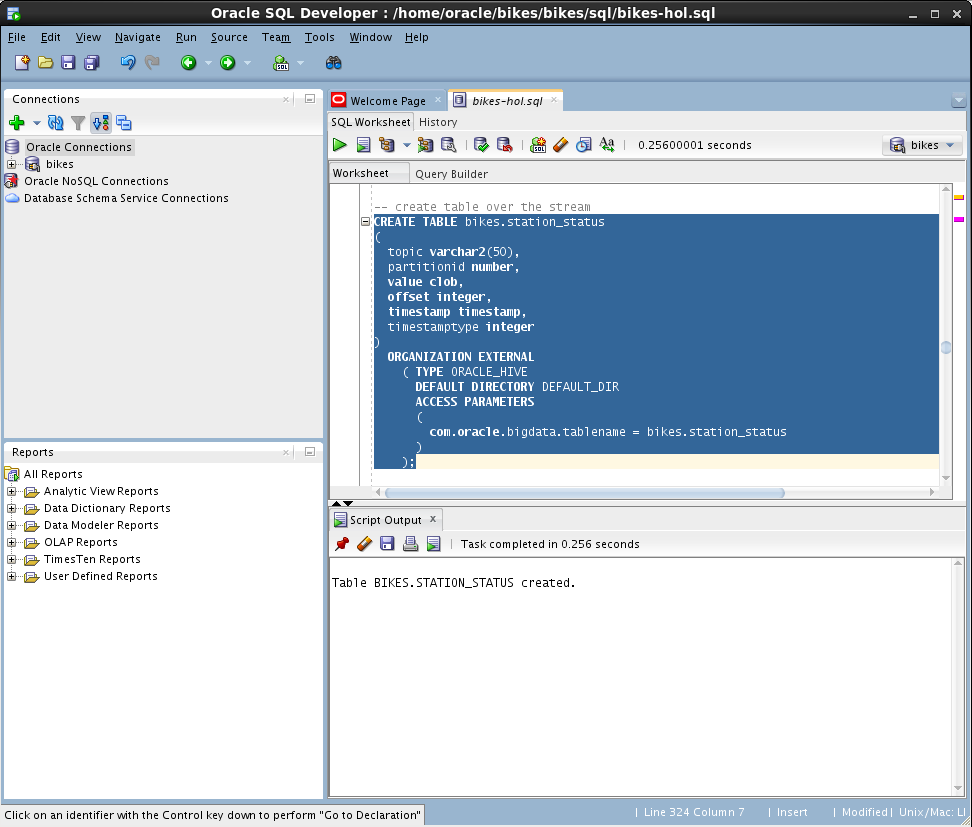 Oracle SQL Developer : /home/oracle/bikes/bikes/sql/bikes-hol.sql
File Edit View Navigate Run Source Team Tools Window Help
Connections
Oracle Connections
bikes
Oracle NoSQL Connections
Database Schema Service Connections
Reports
All Reports
Analytic View Reports
Data Dictionary Reports
Data Modeler Reports
OLAP Reports
TimesTen Reports
User Defined Reports
Welcome Page
bikes-hol.sql
SQL Worksheet History
0.25600001 seconds
bikes
Worksheet Query Builder
-- create table over the stream
CREATE TABLE bikes.station_status
(
topic varchar2(50),
partitionid number,
value clob,
offset integer,
timestamp timestamp,
timestamptype integer
)
ORGANIZATION EXTERNAL
( TYPE ORACLE_HIVE
DEFAULT DIRECTORY DEFAULT_DIR
ACCESS PARAMETERS
(
com.oracle.bigdata.tablename = bikes.station_status
)
);
Script Output
Task completed in 0.256 seconds
Table BIKES.STATION_STATUS created.
Click on an identifier with the Control key down to perform "Go to Declaration"
| Line 324 Column 7 | Insert | Modified | Unix/Mac: LI